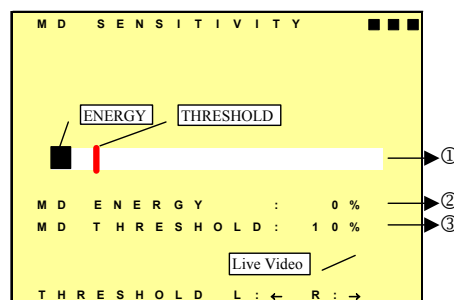 MD SENSITIVITY ■■■
ENERGY THRESHOLD
①
MD ENERGY : 0% ②
MD THRESHOLD: 10% ③
Live Video
THRESHOLD L:← R:→